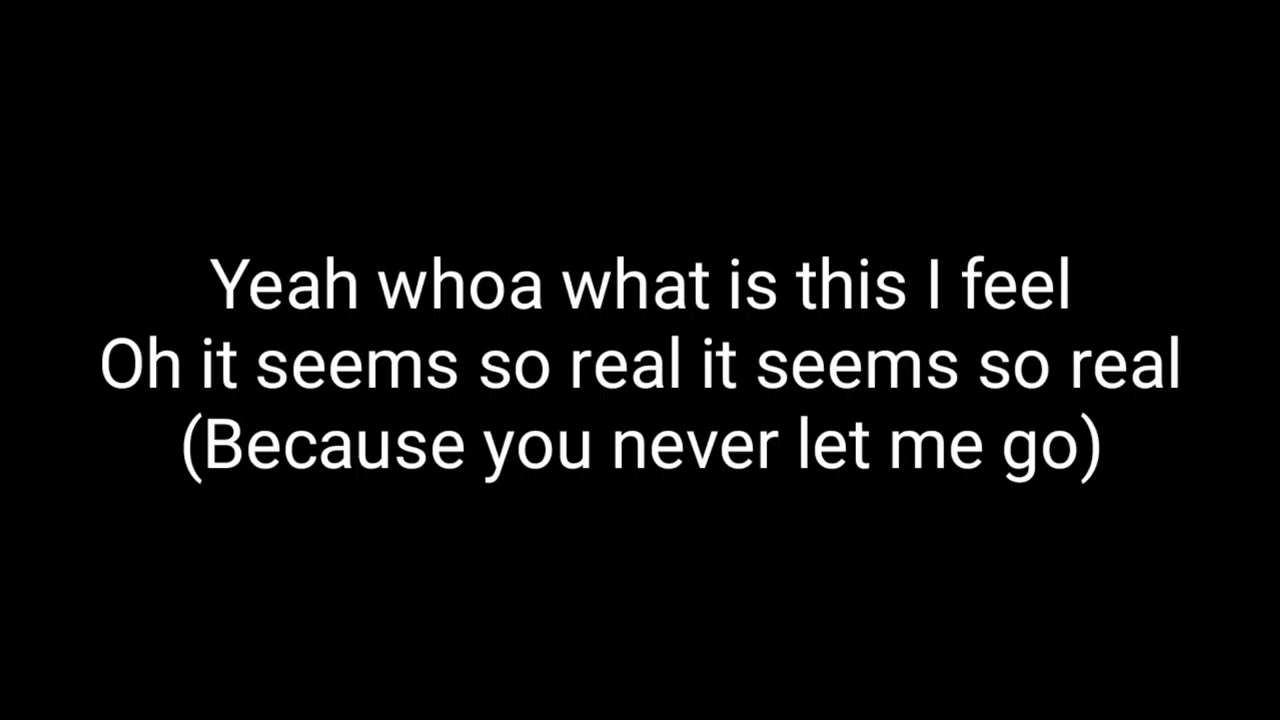 Yeah whoa what is this I feel
Oh it seems so real it seems so real
(Because you never let me go)